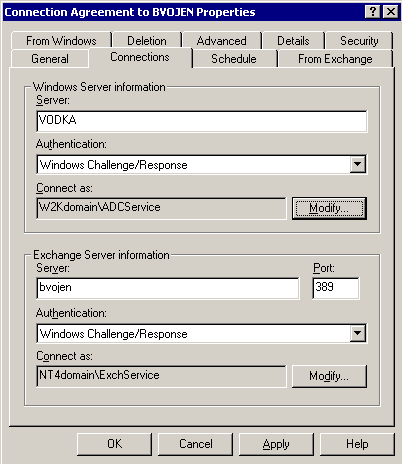 Connection Agreement to BVOJEN Properties
From Windows Deletion Advanced Details Security
General Connections Schedule From Exchange
Windows Server information
Server:
VODKA
Authentication:
Windows Challenge/Response
Connect as:
W2Kdomain\ADCService Modify...
Exchange Server information
Server: Port:
bvojen 389
Authentication:
Windows Challenge/Response
Connect as:
NT4domain\ExchService Modify...
OK Cancel Apply Help